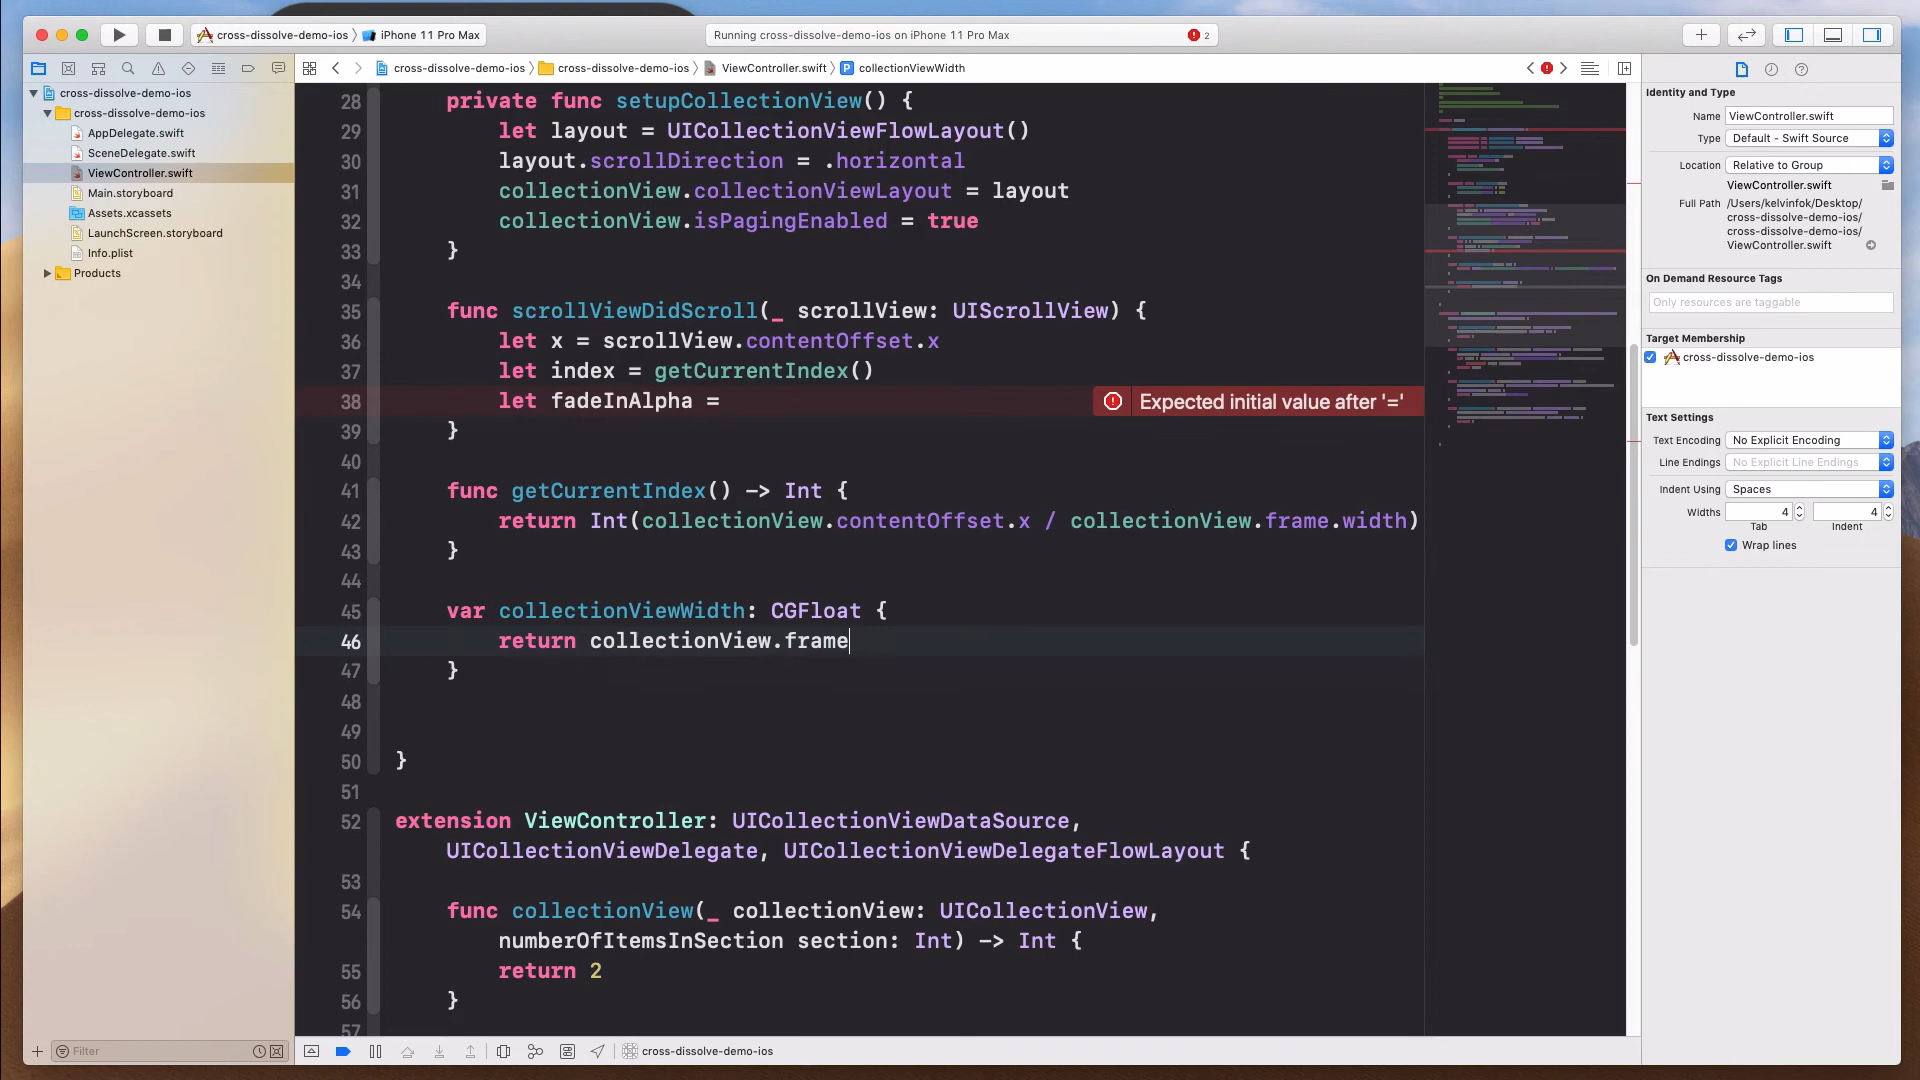 cross-dissolve-demo-ios
iPhone 11 Pro Max
Running cross-dissolve-demo-ios on iPhone 11 Pro Max
2
cross-dissolve-demo-ios
cross-dissolve-demo-ios
ViewController.swift
P
collectionViewWidth
cross-dissolve-demo-ios
cross-dissolve-demo-ios
AppDelegate.swift
SceneDelegate.swift
ViewController.swift
Main.storyboard
Assets.xcassets
LaunchScreen.storyboard
Info.plist
Products
Filter
28 private func setupCollectionView() {
29 let layout = UICollectionViewFlowLayout()
30 layout.scrollDirection = .horizontal
31 collectionView.collectionViewLayout = layout
32 collectionView.isPagingEnabled = true
33 }
34
35 func scrollViewDidScroll(_ scrollView: UIScrollView) {
36 let x = scrollView.contentOffset.x
37 let index = getCurrentIndex()
38 let fadeInAlpha = Expected initial value after '='
39 }
40
41 func getCurrentIndex() -> Int {
42 return Int(collectionView.contentOffset.x / collectionView.frame.width)
43 }
44
45 var collectionViewWidth: CGFloat {
46 return collectionView.frame
47 }
48
49
50 }
51
52 extension ViewController: UICollectionViewDataSource,
UICollectionViewDelegate, UICollectionViewDelegateFlowLayout {
53
54 func collectionView(_ collectionView: UICollectionView,
numberOfItemsInSection section: Int) -> Int {
55 return 2
56 }
57
cross-dissolve-demo-ios
Identity and Type
Name ViewController.swift
Type Default - Swift Source
Location Relative to Group
ViewController.swift
Full Path /Users/kelvinfok/Desktop/
cross-dissolve-demo-ios/
cross-dissolve-demo-ios/
ViewController.swift
On Demand Resource Tags
Only resources are taggable
Target Membership
cross-dissolve-demo-ios
Text Settings
Text Encoding No Explicit Encoding
Line Endings No Explicit Line Endings
Indent Using Spaces
Widths 4 4
Tab Indent
Wrap lines